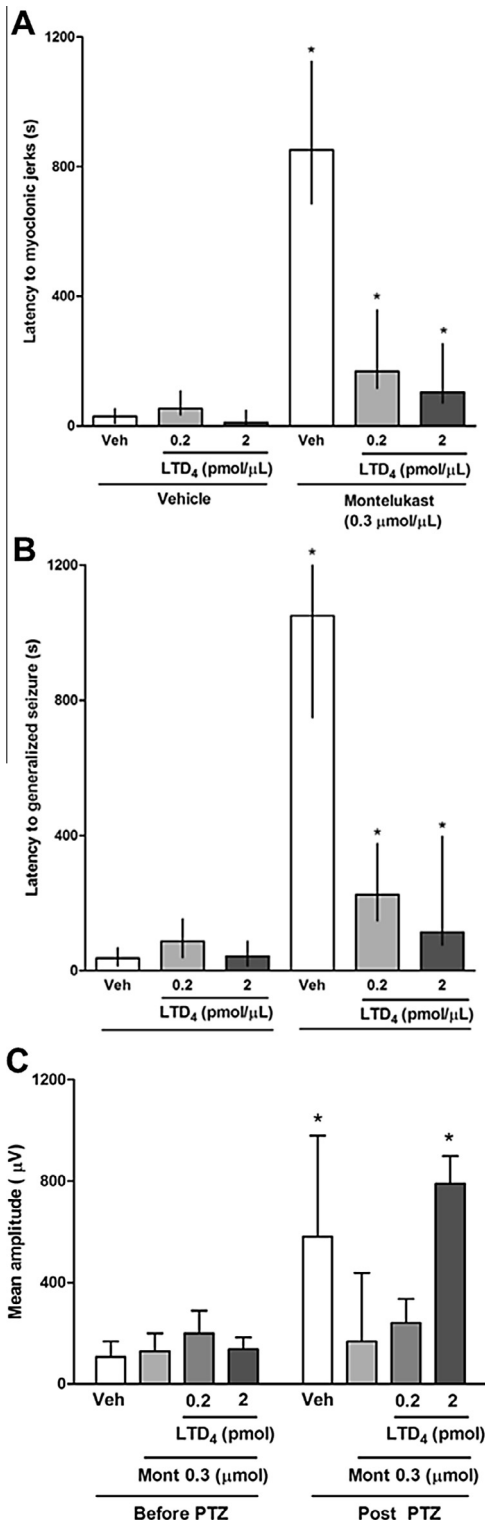 A
1200
*
800
Latency to myoclonic jerks (s)
400
* *
0
Veh 0.2 2 Veh 0.2 2
LTD₄ (pmol/μL) LTD₄ (pmol/μL)
Vehicle Montelukast
(0.3 μmol/μL)
B
1200
*
800
Latency to generalized seizure (s)
400
* *
0
Veh 0.2 2 Veh 0.2 2
LTD₄ (pmol/μL) LTD₄ (pmol/μL)
C
1200
* *
800
Mean amplitude ( μV)
400
0
Veh 0.2 2 Veh 0.2 2
LTD₄ (pmol) LTD₄ (pmol)
Mont 0.3 (μmol) Mont 0.3 (μmol)
Before PTZ Post PTZ